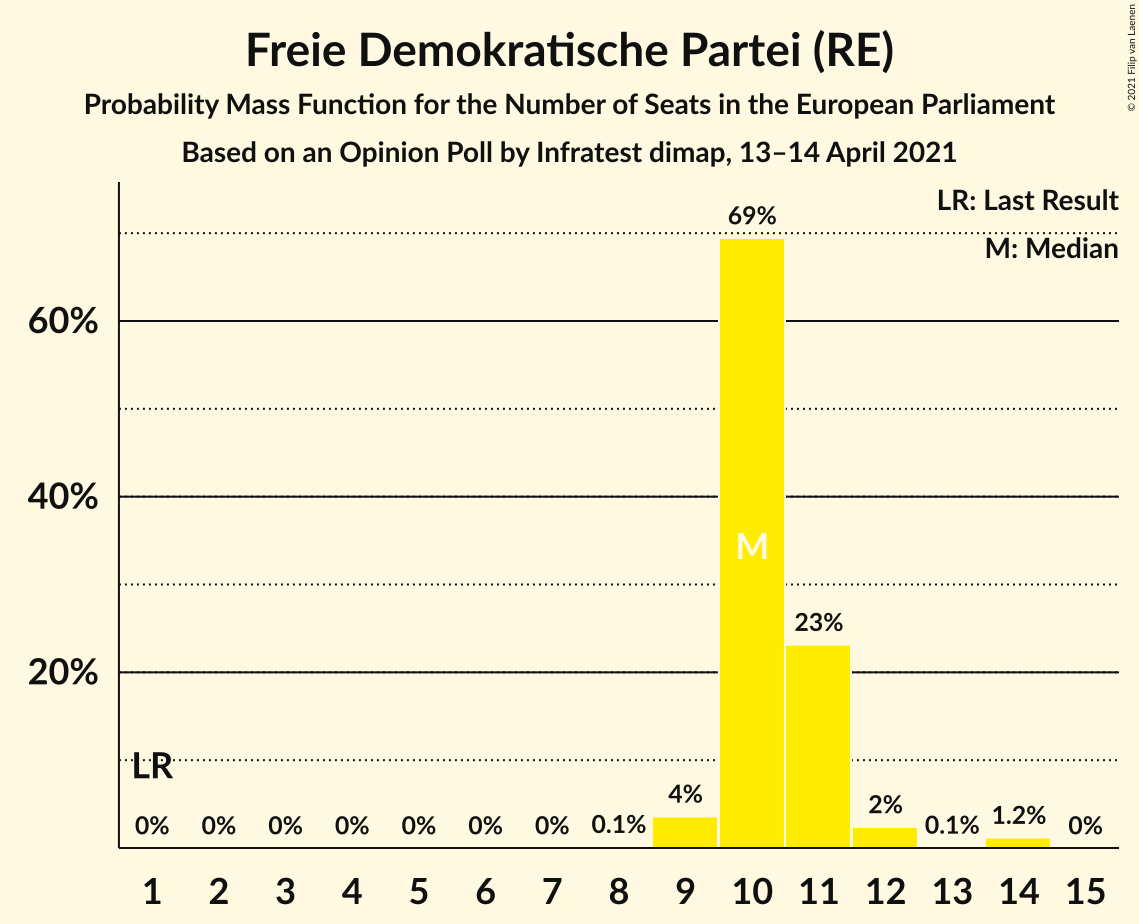 Freie Demokratische Partei (RE)
Probability Mass Function for the Number of Seats in the European Parliament
Based on an Opinion Poll by Infratest dimap, 13–14 April 2021
© 2021 Filip van Laenen
LR: Last Result
M: Median
60%
40%
20%
LR
M
0% 0% 0% 0% 0% 0% 0% 0.1% 4% 69% 23% 2% 0.1% 1.2% 0%
1 2 3 4 5 6 7 8 9 10 11 12 13 14 15